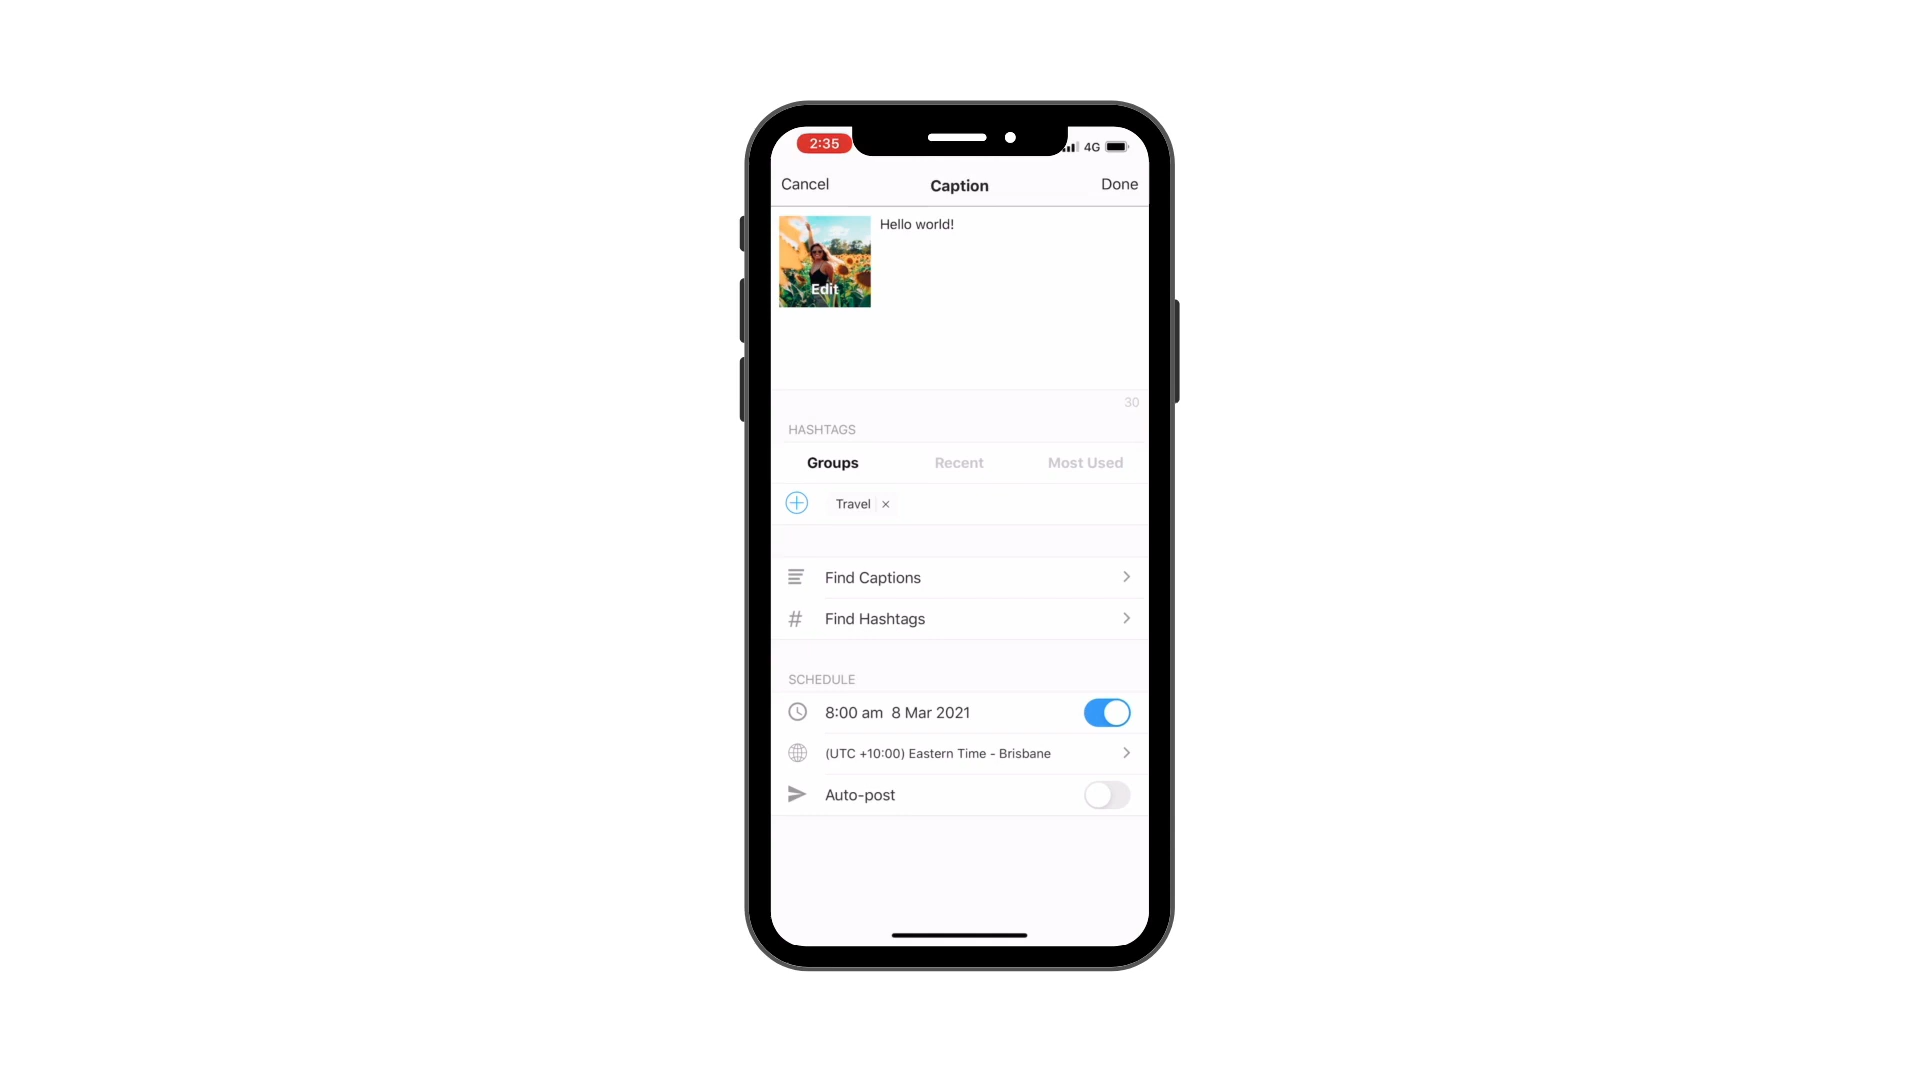 2:35
4G
Cancel
Caption
Done
Hello world!
Edit
30
HASHTAGS
Groups
Recent
Most Used
Travel ×
Find Captions
# Find Hashtags
SCHEDULE
8:00 am 8 Mar 2021
(UTC +10:00) Eastern Time - Brisbane
Auto-post